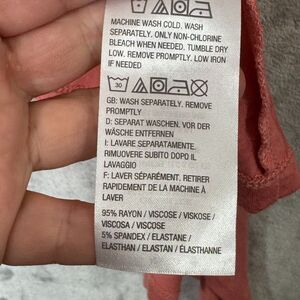 MACHINE WASH COLD. WASH
SEPARATELY. ONLY NON-CHLORINE
BLEACH WHEN NEEDED. TUMBLE DRY
LOW. REMOVE PROMPTLY. LOW IRON
IF NEEDED
30
GB: WASH SEPARATELY. REMOVE
PROMPTLY
D: SEPARAT WASCHEN. VOR DER
WÄSCHE ENTFERNEN
I: LAVARE SEPARATAMENTE.
RIMUOVERE SUBITO DOPO IL
LAVAGGIO
F: LAVER SÉPARÉMENT. RETIRER
RAPIDEMENT DE LA MACHINE À
LAVER
95% RAYON / VISCOSE / VISKOSE /
VISCOSA / VISCOSE
5% SPANDEX / ELASTANE /
ELASTHAN / ELASTAN / ÉLASTHANNE